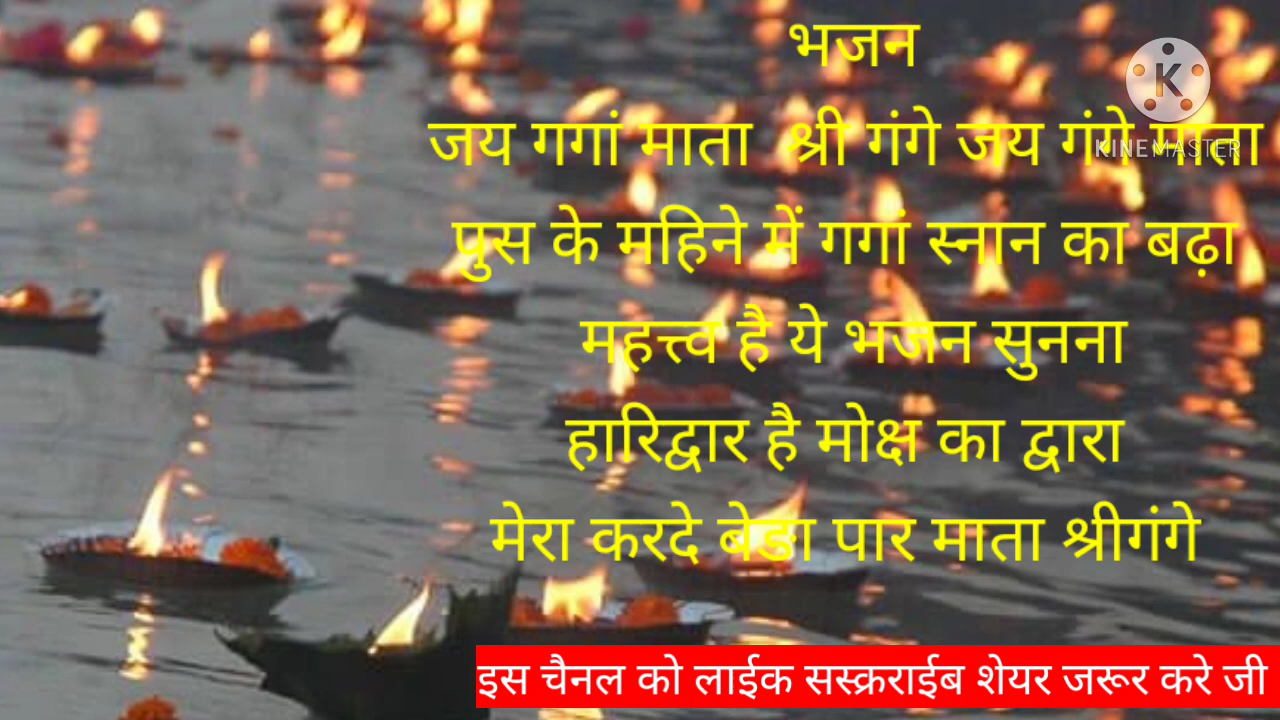 भजन
जय गगां माता श्री गंगे जय गंगे माता
KINEMASTER
पुस के महिने में गगां स्नान का बढ़ा
महत्त्व है ये भजन सुनना
हारिद्वार है मोक्ष का द्वारा
मेरा करदे बेडा पार माता श्रीगंगे
इस चैनल को लाईक सस्क्रराईब शेयर जरूर करे जी